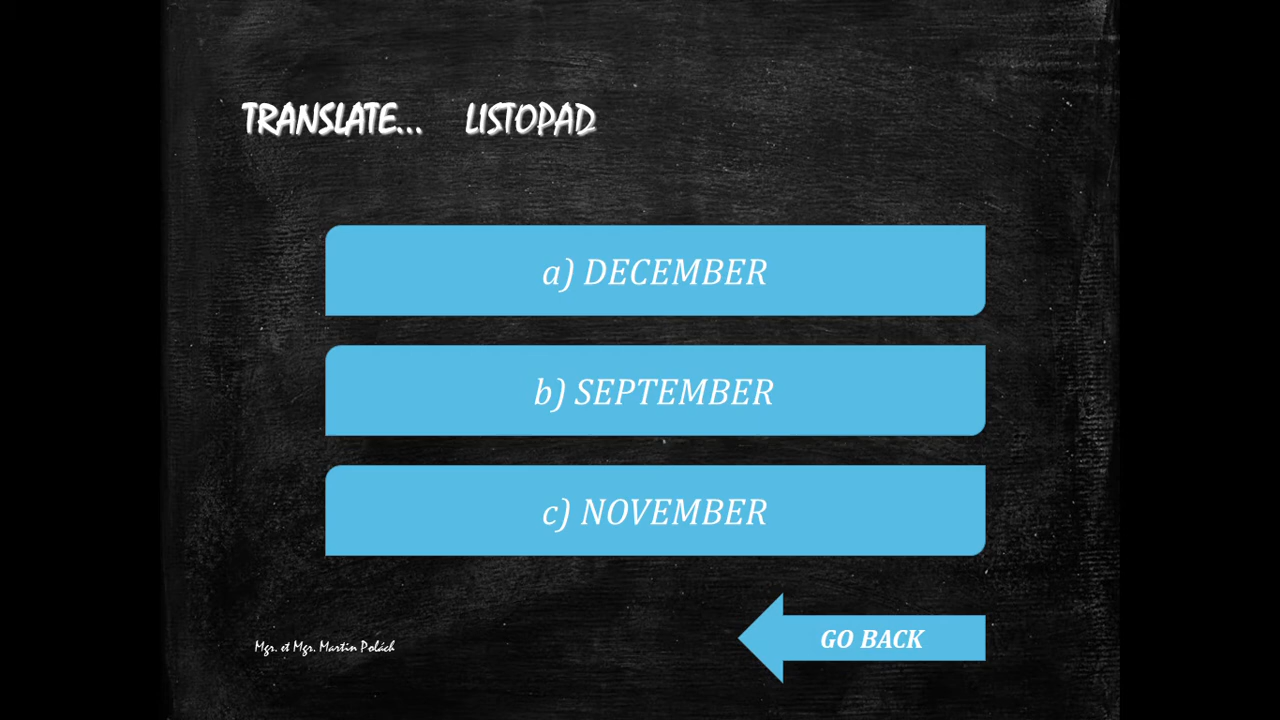 TRANSLATE... LISTOPAD
a) DECEMBER
b) SEPTEMBER
c) NOVEMBER
GO BACK
Mgr. et Mgr. Martin Polách